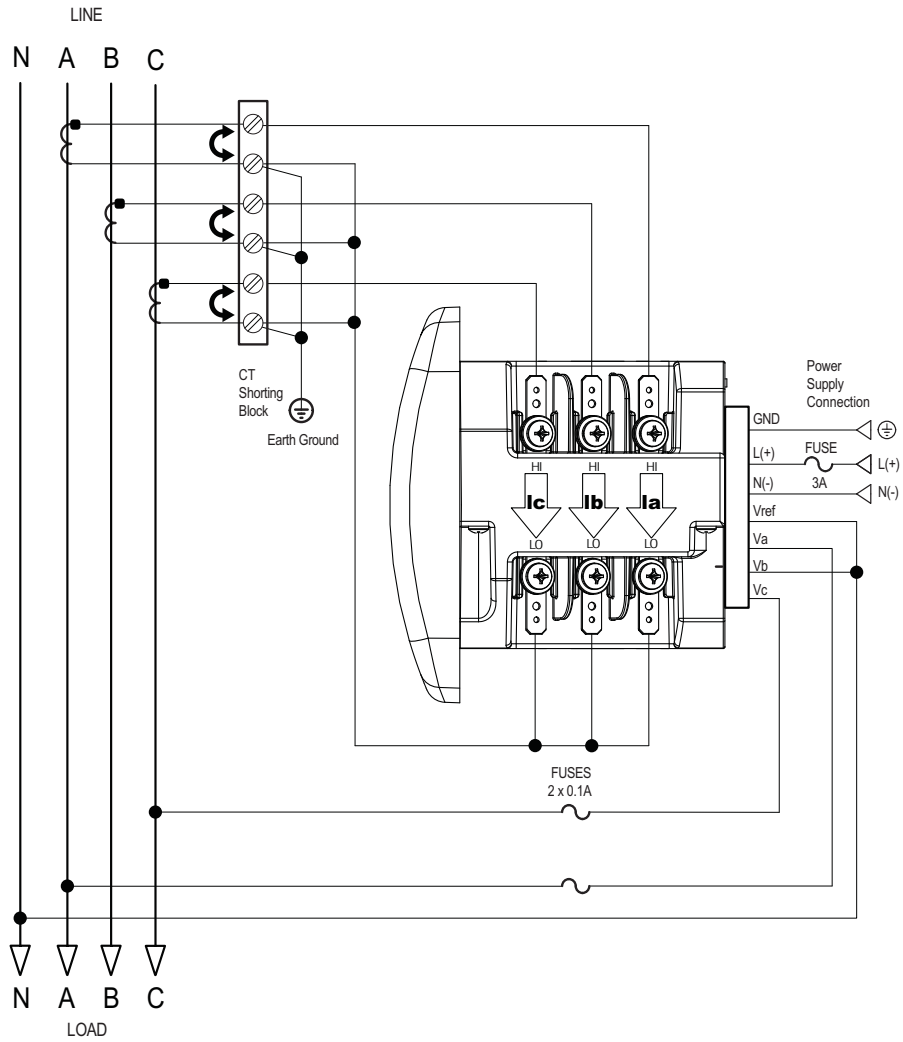 LINE
N A B C
CT
Shorting
Block
Earth Ground
Power
Supply
Connection
GND
L(+) FUSE L(+)
N(-) 3A N(-)
Vref
Va
Vb
Vc
HI HI HI
Ic Ib Ia
LO LO LO
FUSES
2 x 0.1A
N A B C
LOAD